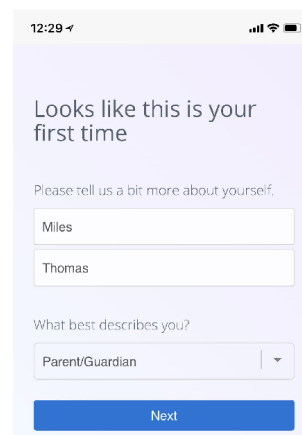 12:29
Looks like this is your
first time
Please tell us a bit more about yourself.
Miles
Thomas
What best describes you?
Parent/Guardian
Next